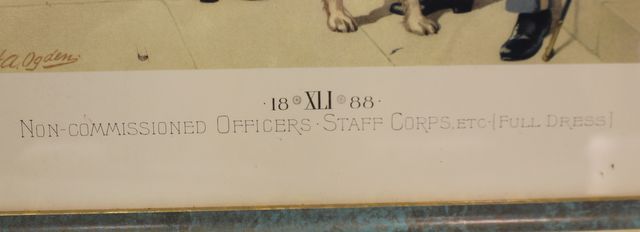 H.A. Ogden.
· 18 XLI 88 ·
NON-COMMISSIONED OFFICERS · STAFF CORPS, ETC. [FULL DRESS]